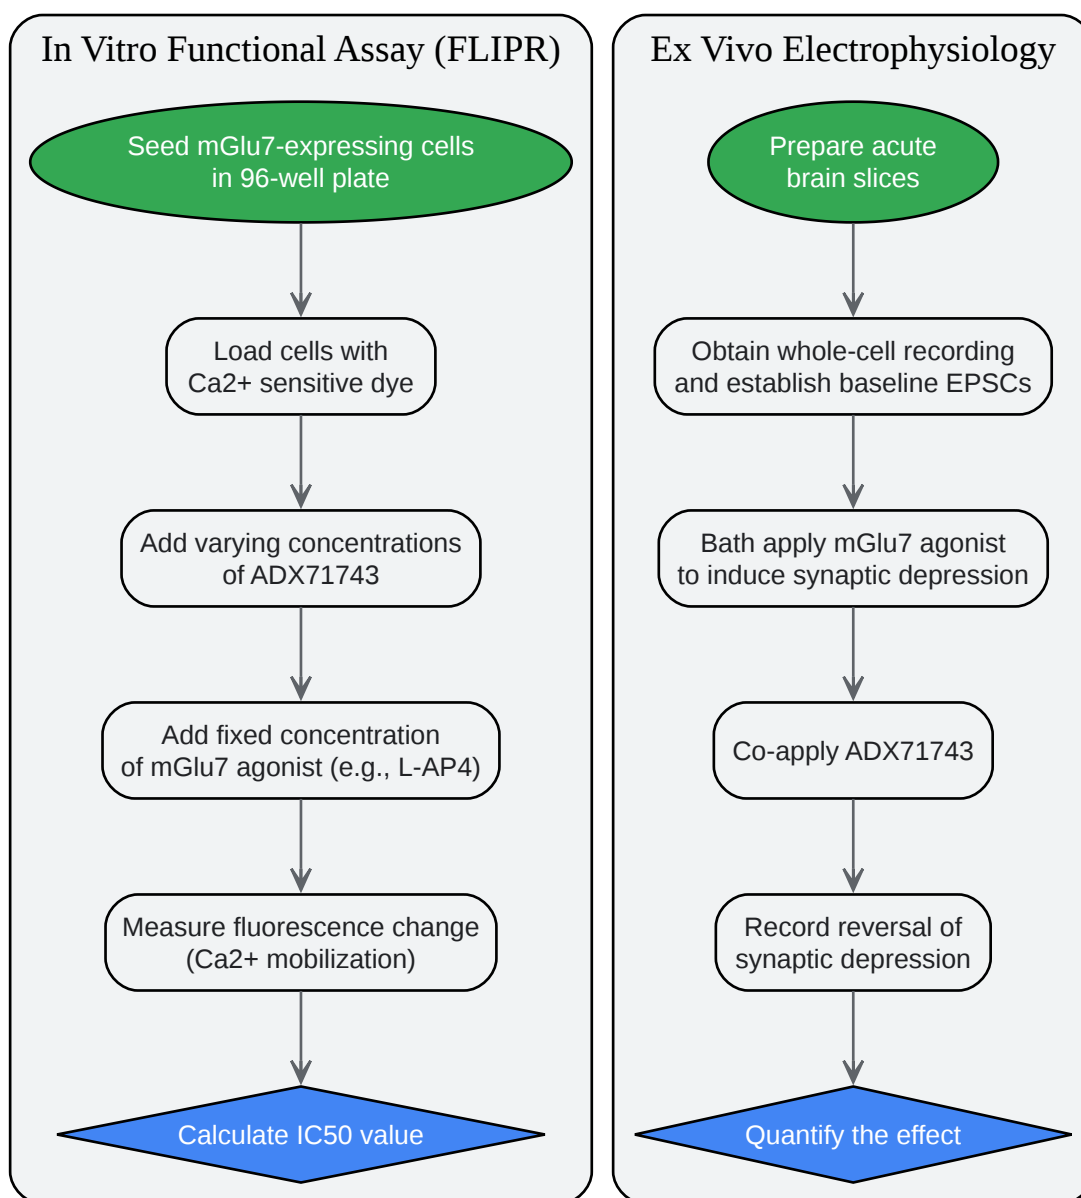 In Vitro Functional Assay (FLIPR)
Seed mGlu7-expressing cells
in 96-well plate
Load cells with
Ca2+ sensitive dye
Add varying concentrations
of ADX71743
Add fixed concentration
of mGlu7 agonist (e.g., L-AP4)
Measure fluorescence change
(Ca2+ mobilization)
Calculate IC50 value
Ex Vivo Electrophysiology
Prepare acute
brain slices
Obtain whole-cell recording
and establish baseline EPSCs
Bath apply mGlu7 agonist
to induce synaptic depression
Co-apply ADX71743
Record reversal of
synaptic depression
Quantify the effect